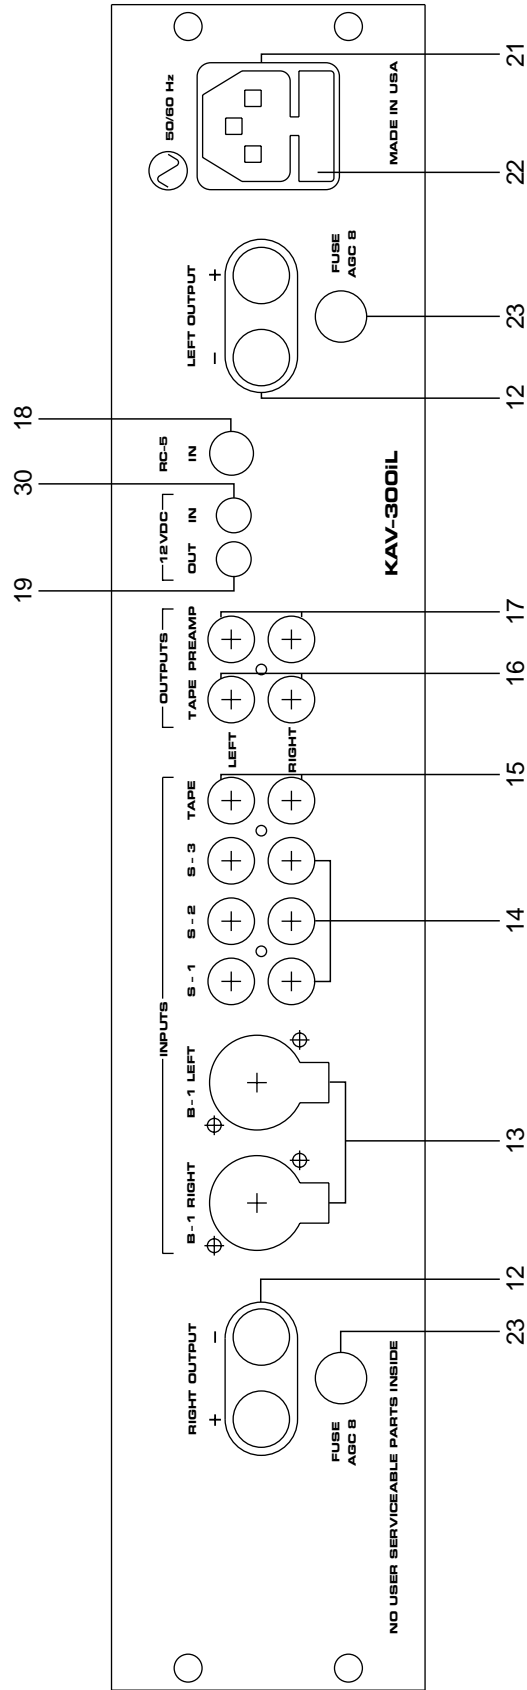 19 30 18
INPUTS OUTPUTS 12VDC RC-5 50/60 Hz
RIGHT OUTPUT B-1 RIGHT B-1 LEFT S - 1 S - 2 S - 3 TAPE TAPE PREAMP OUT IN IN LEFT OUTPUT
+ − − +
LEFT
RIGHT
FUSE
AGC 8
FUSE
AGC 8
KAV-300iL
NO USER SERVICEABLE PARTS INSIDE
MADE IN USA
23 12 13 14 15 16 17 12 23 22 21